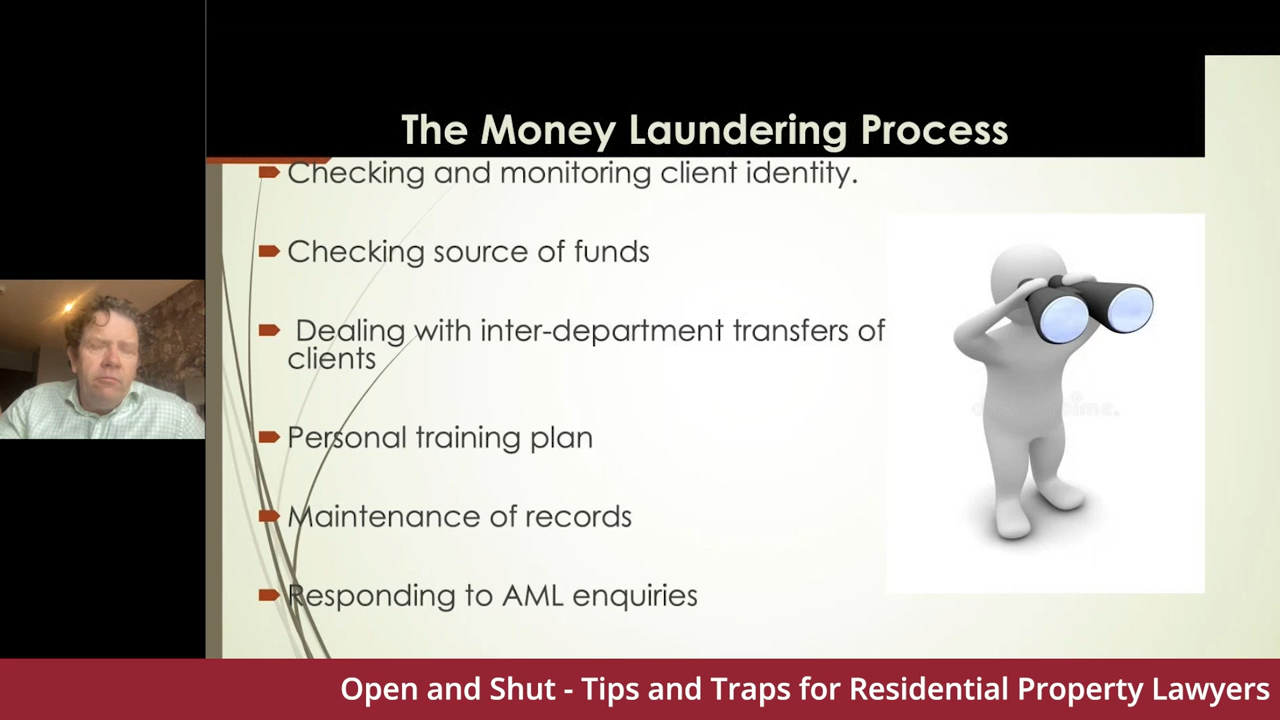 The Money Laundering Process
Checking and monitoring client identity.
Checking source of funds
Dealing with inter-department transfers of
clients
Personal training plan
Maintenance of records
Responding to AML enquiries
Open and Shut - Tips and Traps for Residential Property Lawyers